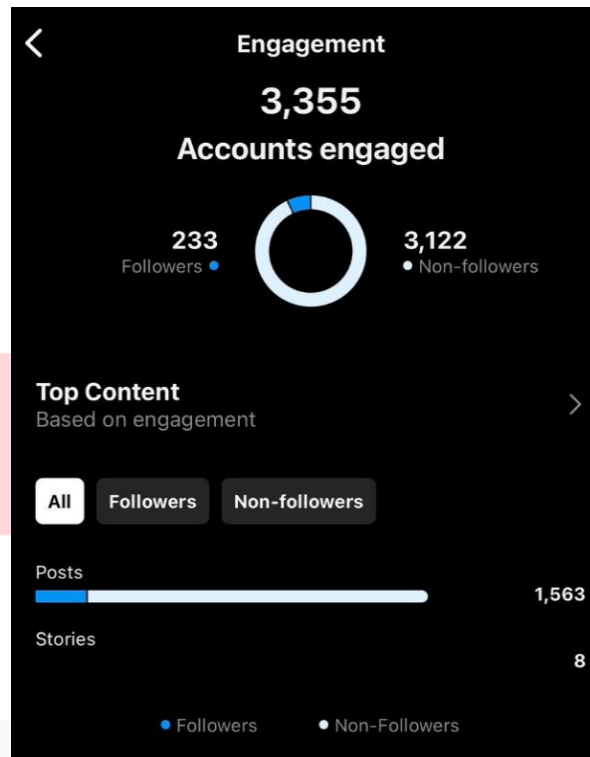 Engagement
3,355
Accounts engaged
233
Followers
3,122
Non-followers
Top Content
Based on engagement
All Followers Non-followers
Posts
1,563
Stories
8
Followers Non-Followers